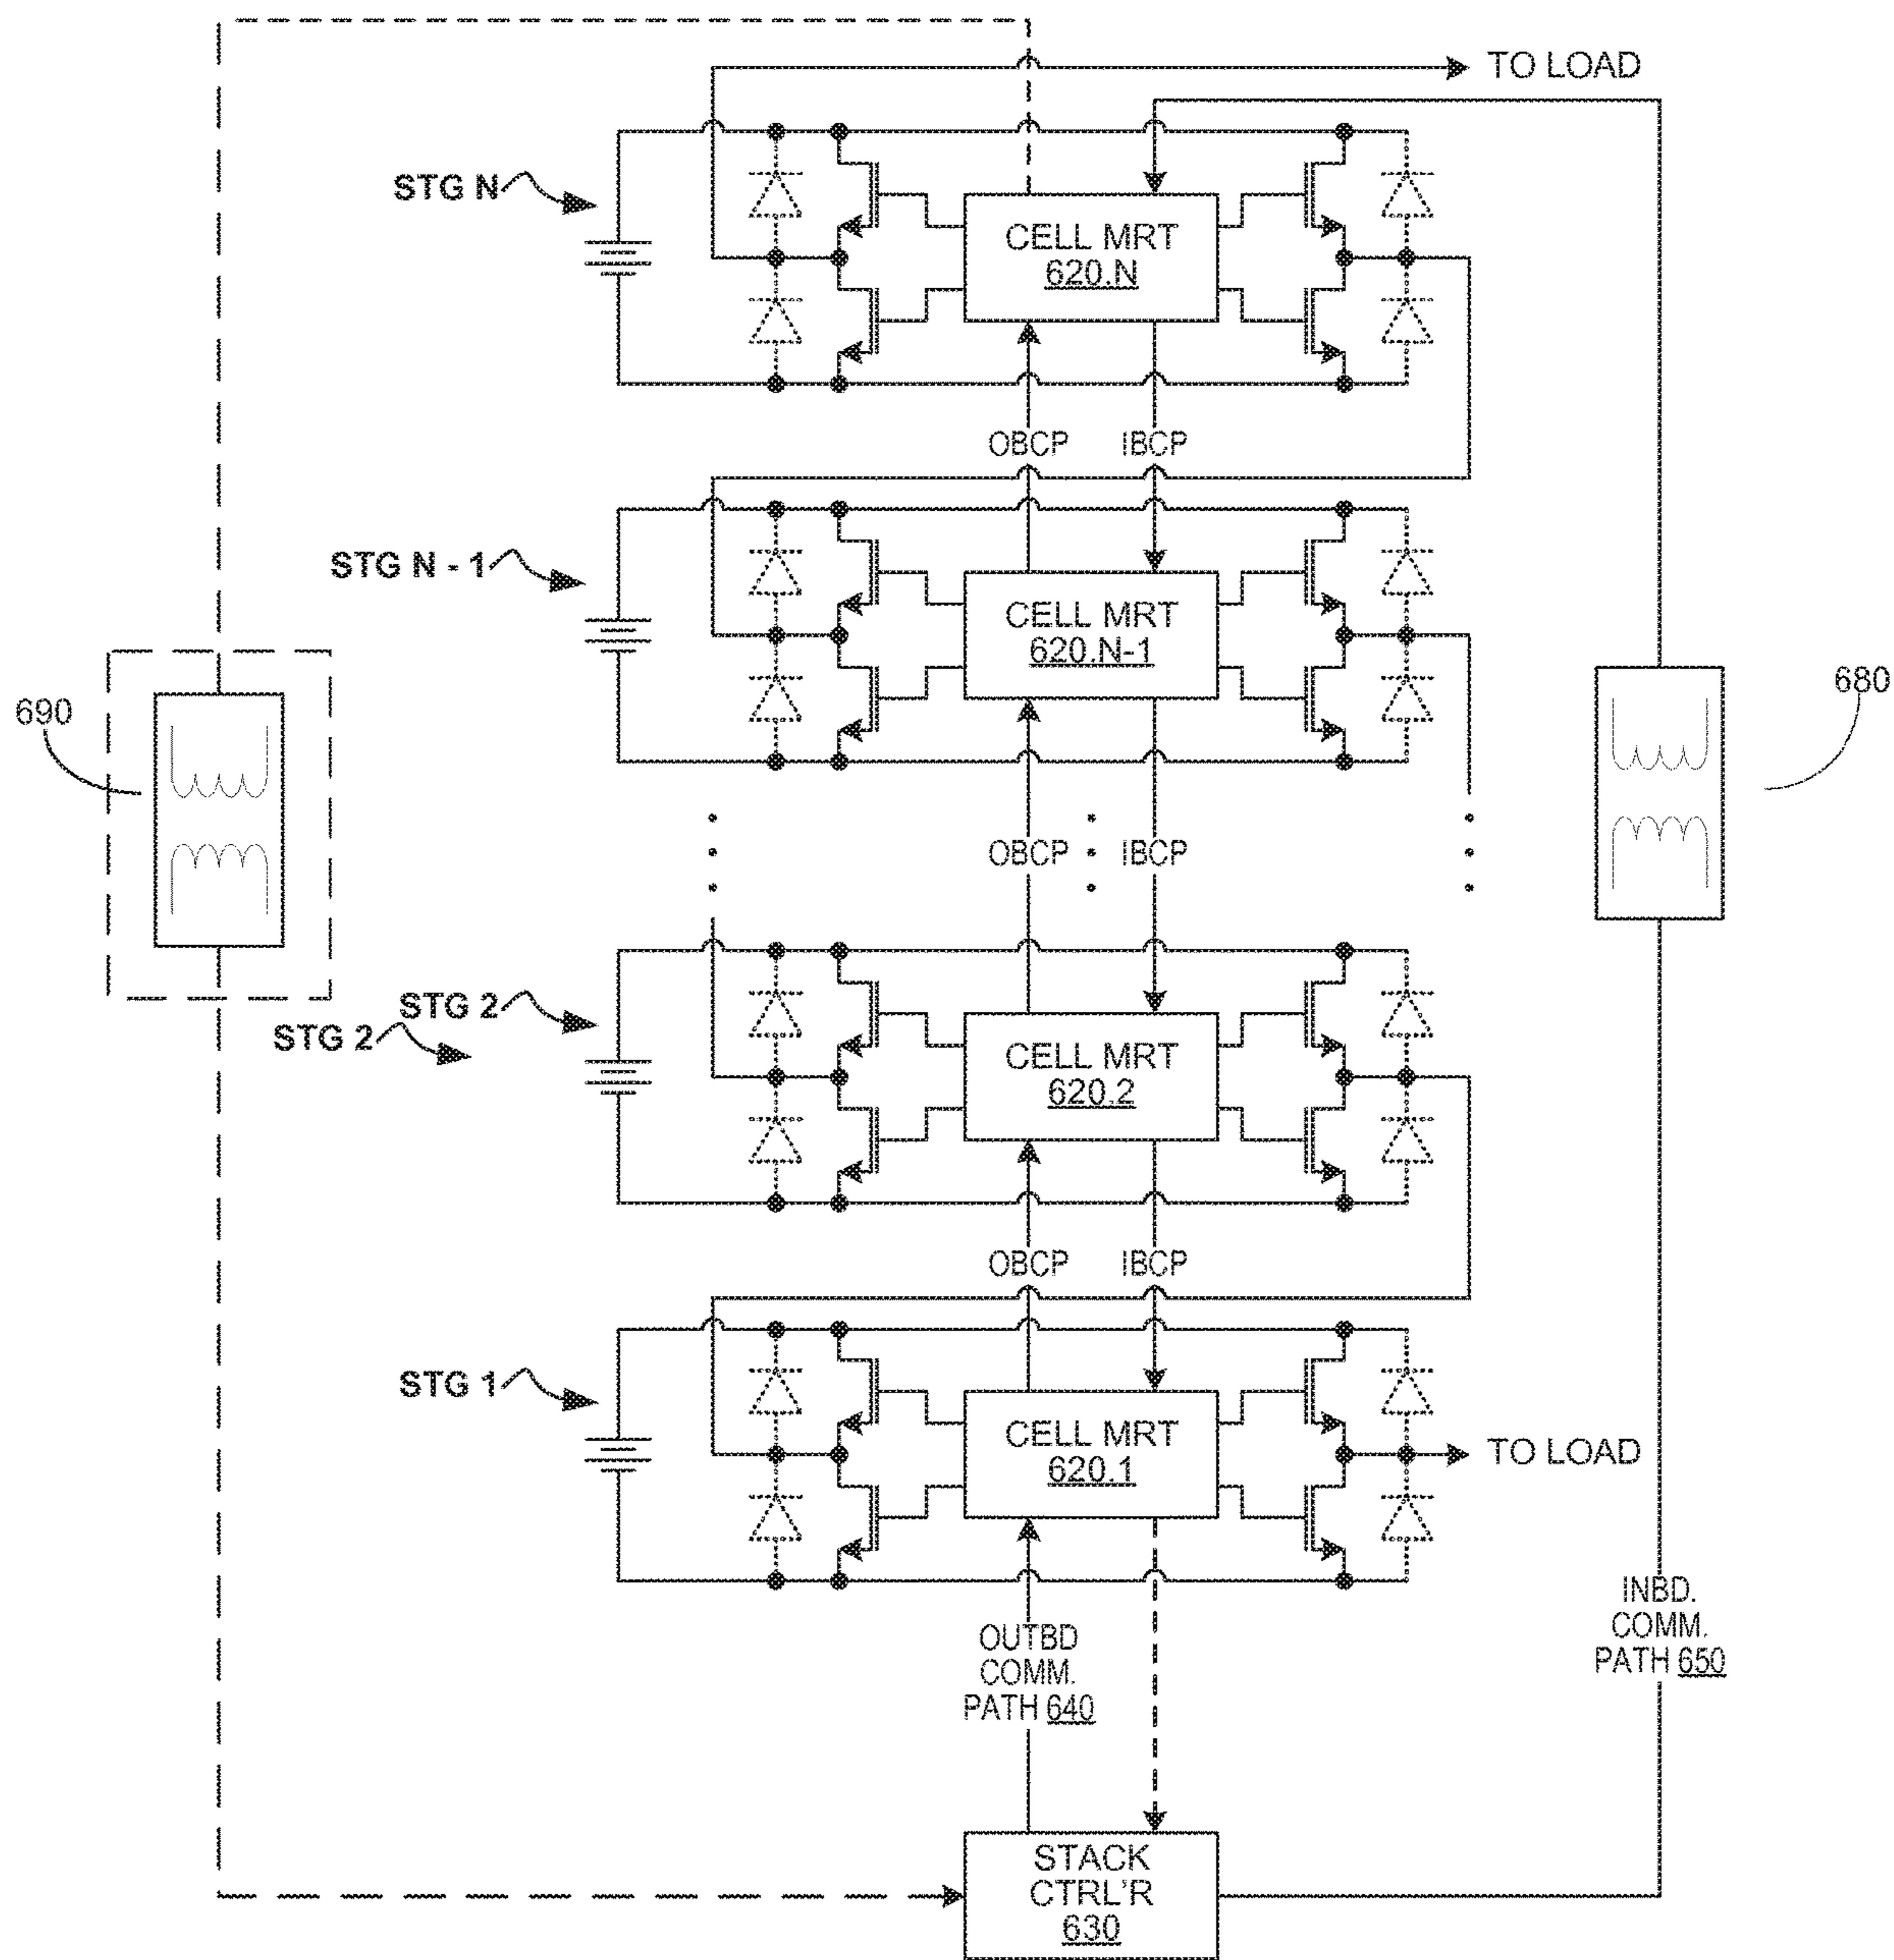 TO LOAD
STG N
CELL MRT
620.N
OBCP
IBCP
STG N - 1
CELL MRT
620.N-1
690
680
OBCP
IBCP
STG 2
STG 2
CELL MRT
620.2
OBCP
IBCP
STG 1
CELL MRT
620.1
TO LOAD
OUTBD
COMM.
PATH 640
INBD.
COMM.
PATH 650
STACK
CTRL'R
630